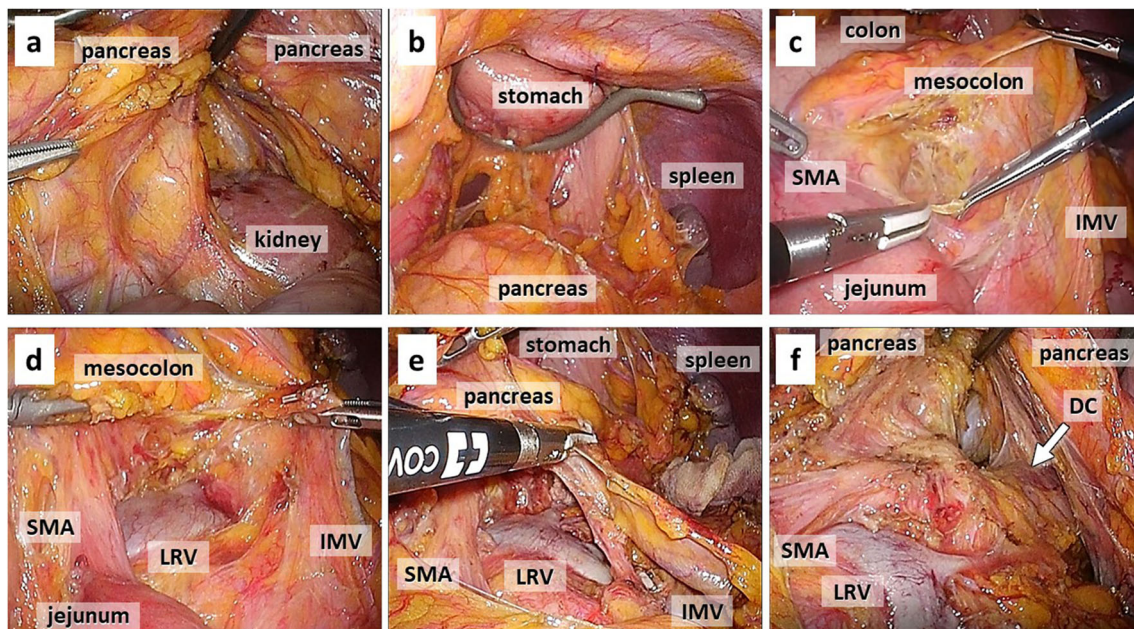 a
pancreas
pancreas
kidney
b
stomach
spleen
pancreas
c
colon
mesocolon
SMA
IMV
jejunum
d
mesocolon
SMA
LRV
IMV
jejunum
e
stomach
spleen
pancreas
COV
SMA
LRV
IMV
f
pancreas
pancreas
DC
SMA
LRV